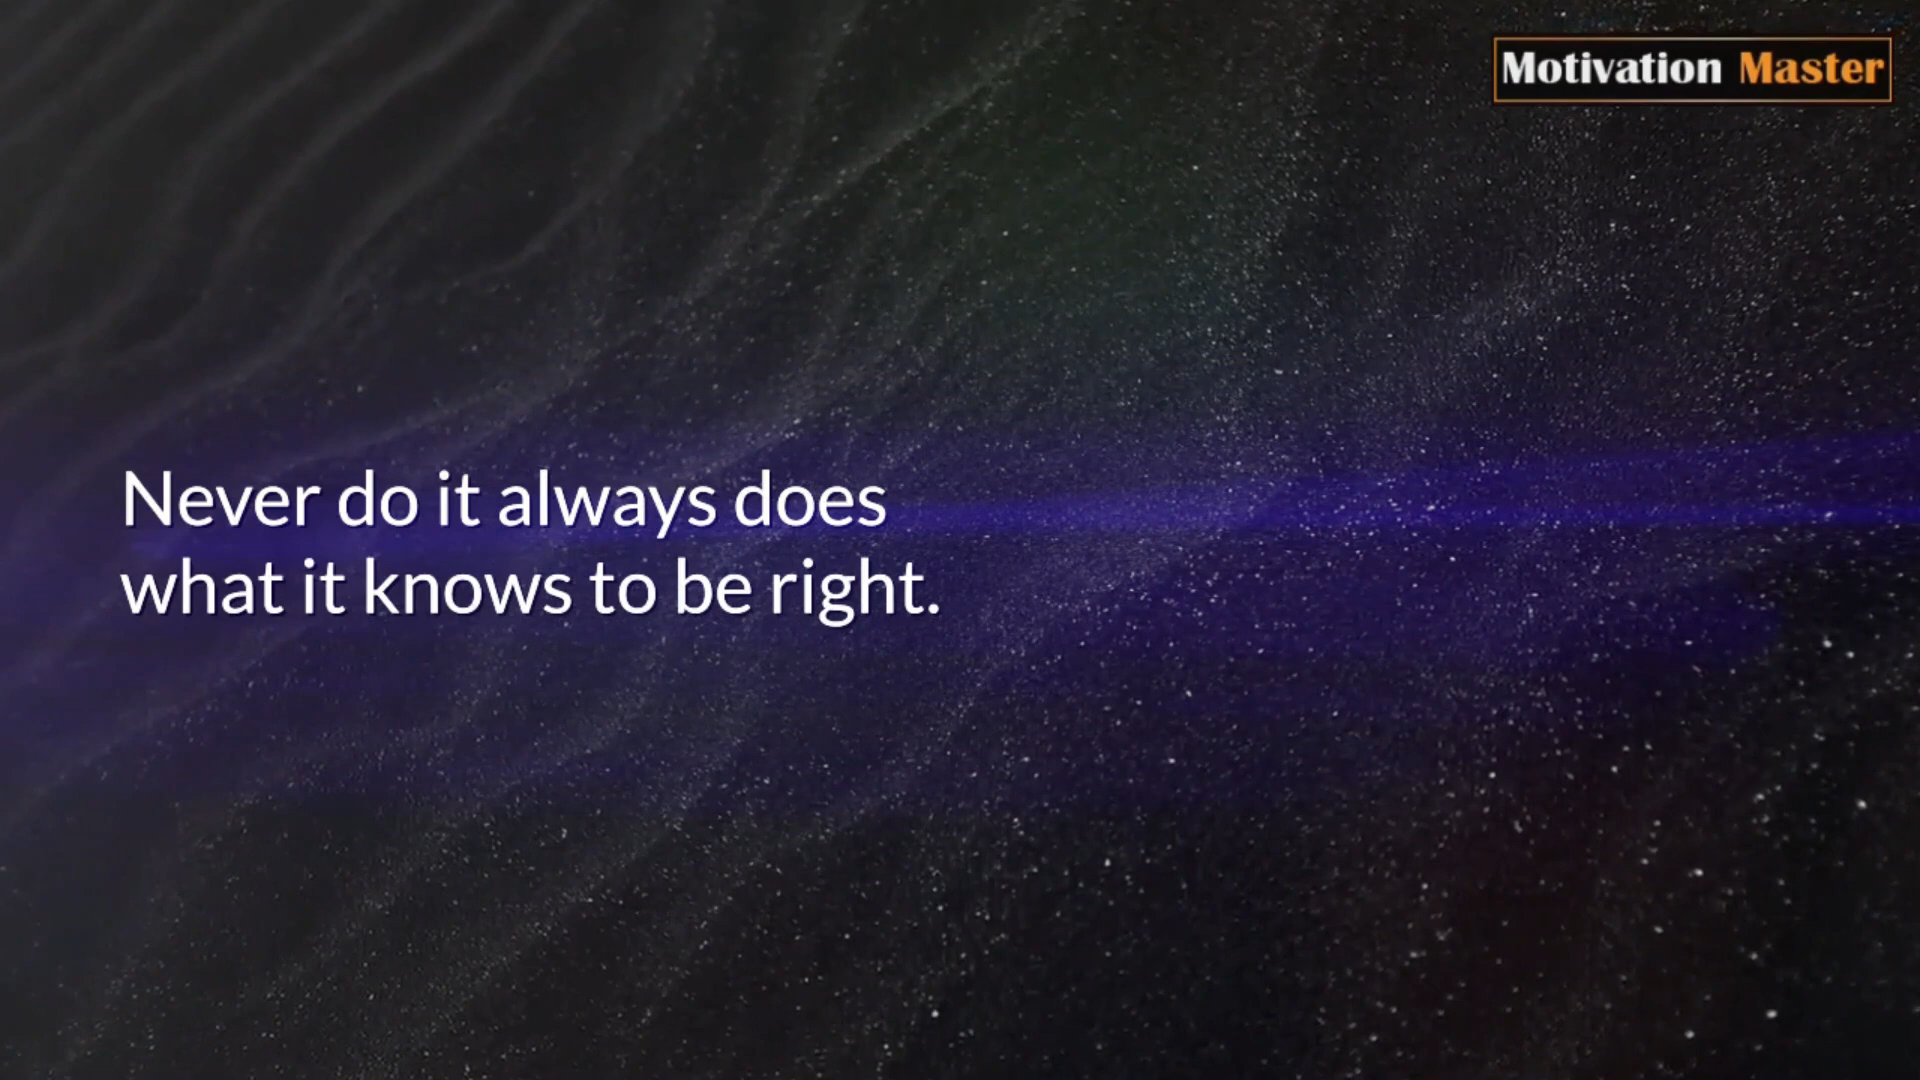 Motivation Master
Never do it always does
what it knows to be right.